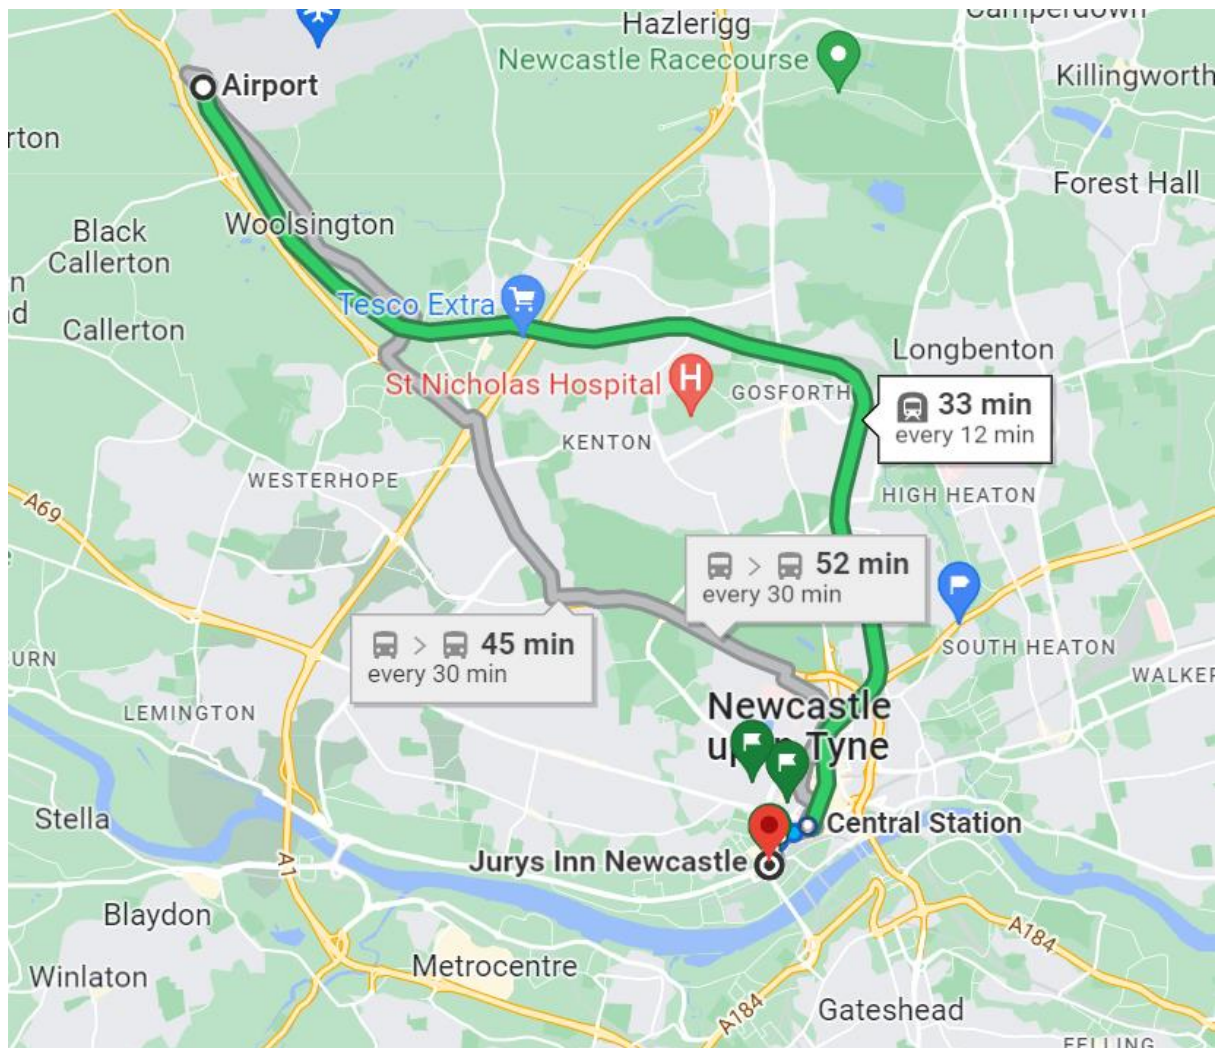 Camperdown
Hazlerigg
Newcastle Racecourse
Killingworth
Airport
rton
Forest Hall
Woolsington
Black
Callerton
n
d
Tesco Extra
Callerton
Longbenton
St Nicholas Hospital
H
GOSFORTH
33 min
every 12 min
KENTON
WESTERHOPE
HIGH HEATON
A69
> 52 min
every 30 min
> 45 min
every 30 min
SOUTH HEATON
URN
WALKER
LEMINGTON
Newcastle
upon Tyne
Stella
Central Station
Jurys Inn Newcastle
A1
Blaydon
A184
Metrocentre
Winlaton
A184
Gateshead
FELLING